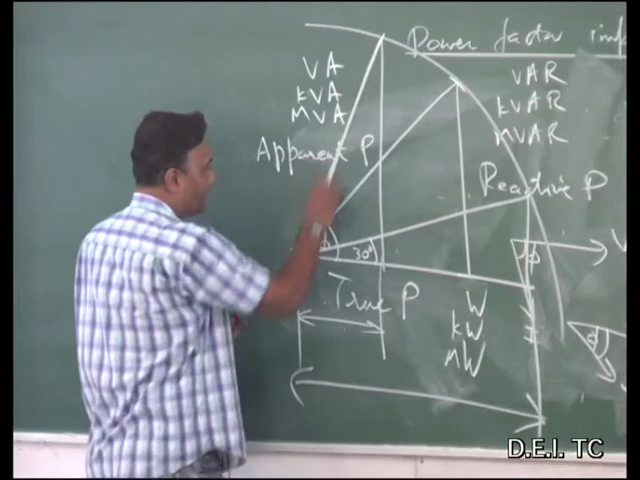 Power factor
VA
kVA
MVA
VAR
kVAR
MVAR
Apparent P
Reactive P
30°
φ
V
True P
W
kW
MW
φ
D.E.I. TC